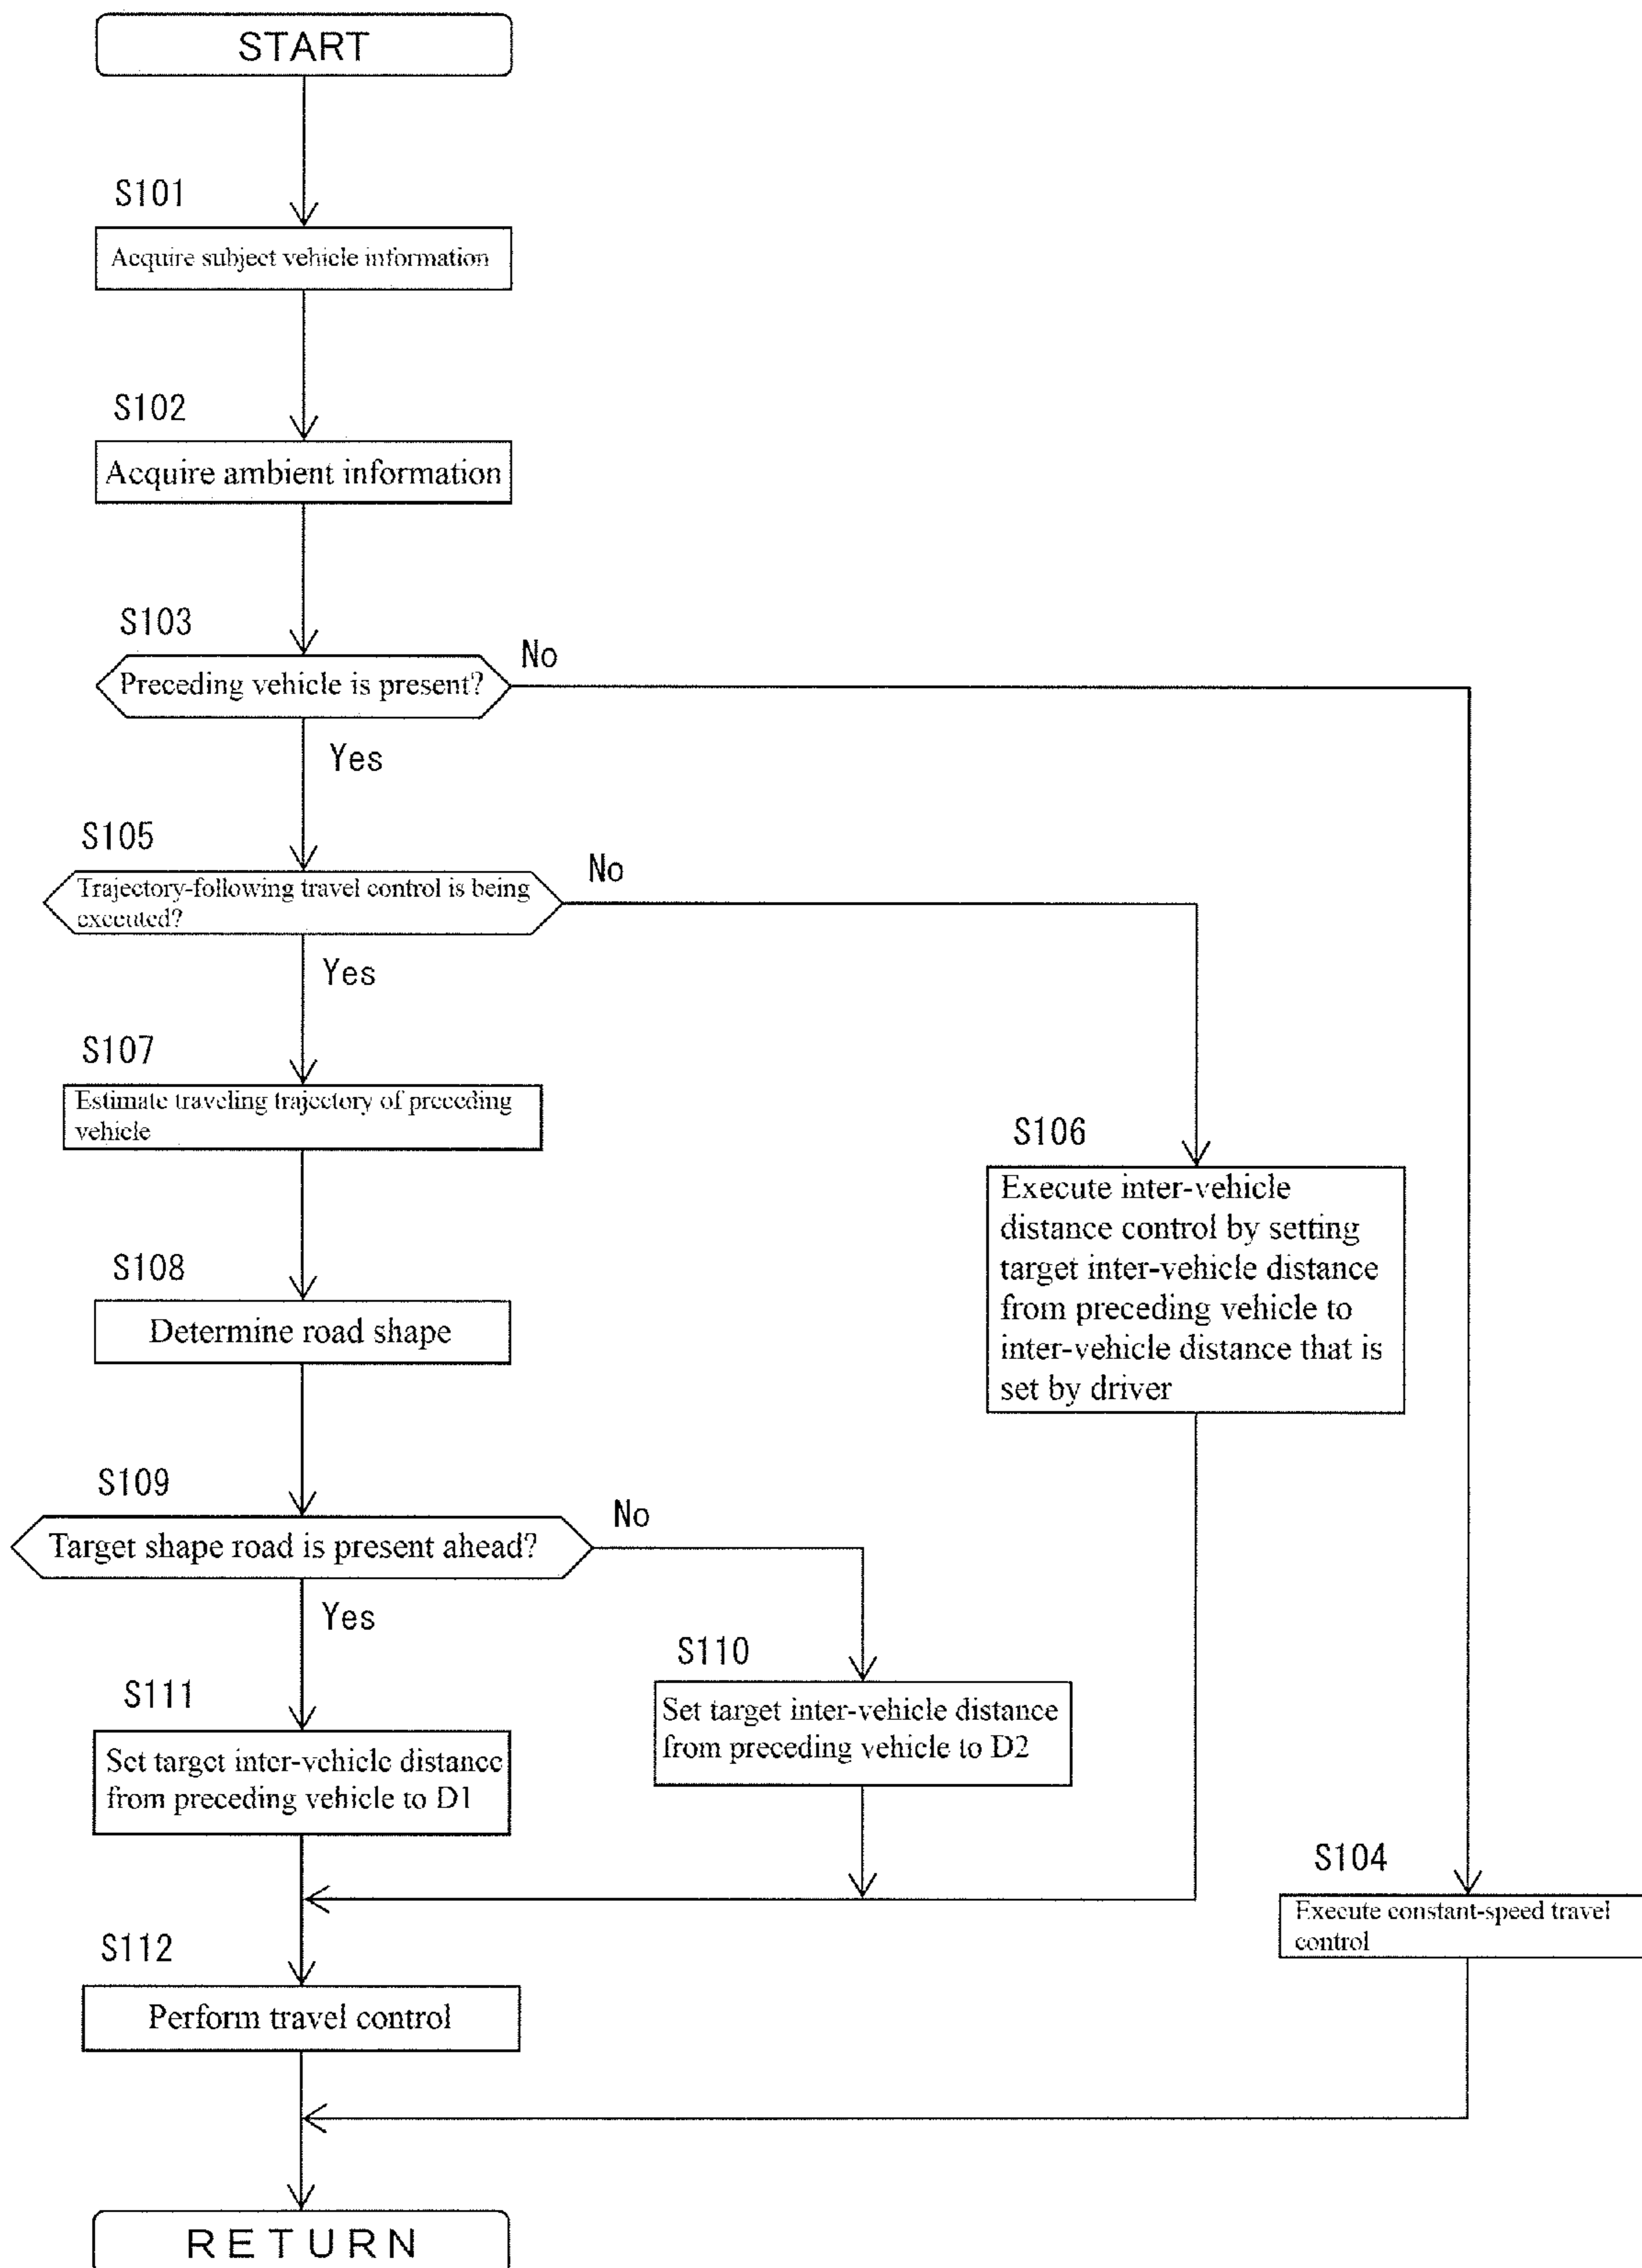 START
S101
Acquire subject vehicle information
S102
Acquire ambient information
S103
Preceding vehicle is present?
No
Yes
S105
Trajectory-following travel control is being
executed?
No
Yes
S107
Estimate traveling trajectory of preceding
vehicle
S106
Execute inter-vehicle
distance control by setting
target inter-vehicle distance
from preceding vehicle to
inter-vehicle distance that is
set by driver
S108
Determine road shape
S109
Target shape road is present ahead?
No
Yes
S110
Set target inter-vehicle distance
from preceding vehicle to D2
S111
Set target inter-vehicle distance
from preceding vehicle to D1
S104
Execute constant-speed travel
control
S112
Perform travel control
RETURN